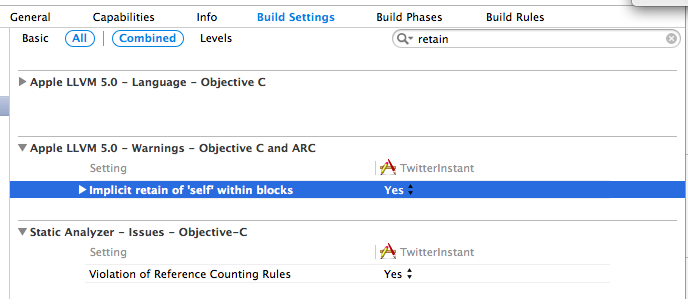 General Capabilities Info Build Settings Build Phases Build Rules
Basic All Combined Levels retain
Apple LLVM 5.0 - Language - Objective C
Apple LLVM 5.0 - Warnings - Objective C and ARC
Setting TwitterInstant
Implicit retain of 'self' within blocks Yes
Static Analyzer - Issues - Objective-C
Setting TwitterInstant
Violation of Reference Counting Rules Yes